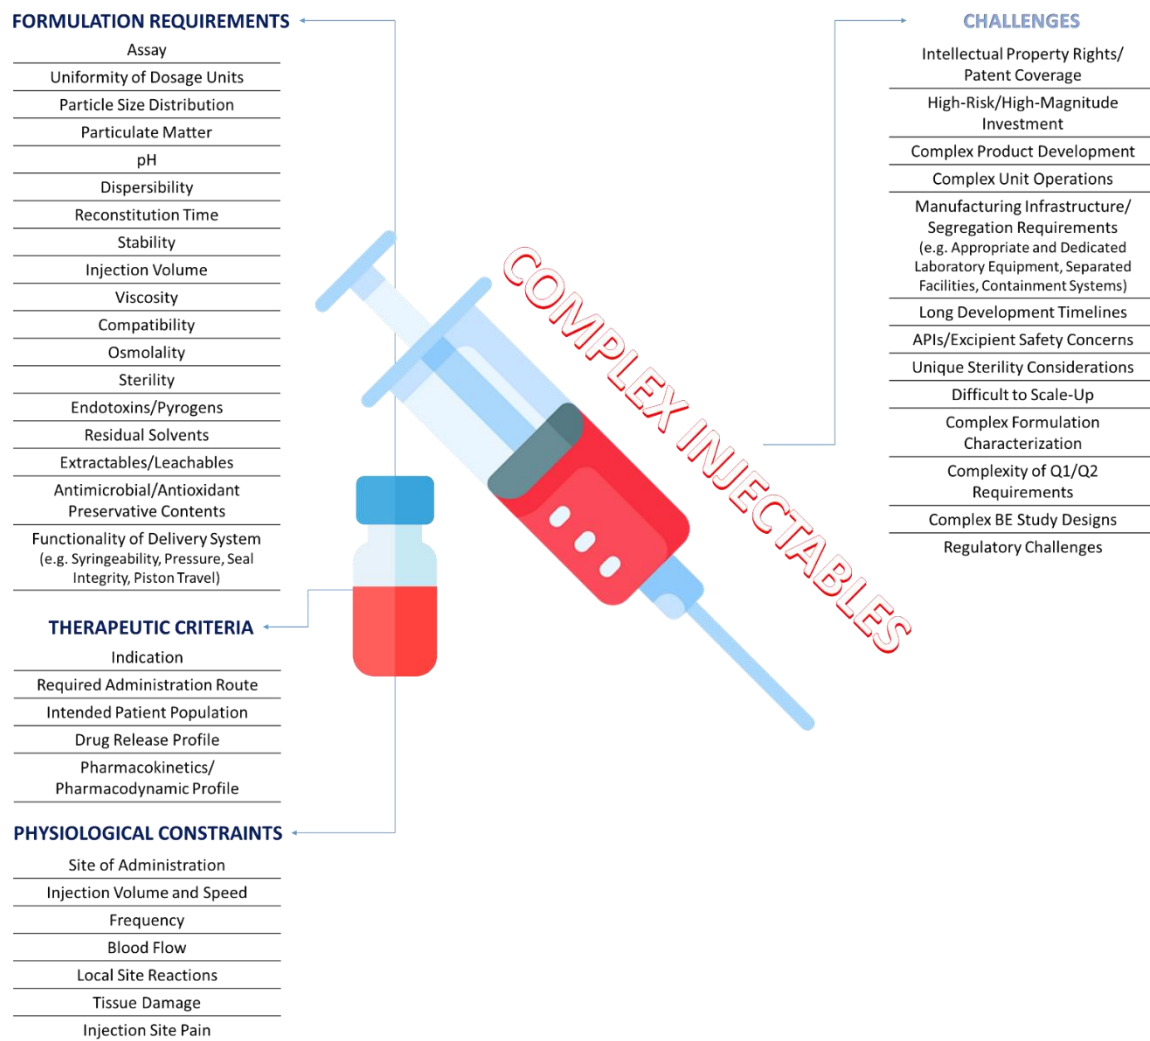 FORMULATION REQUIREMENTS
Assay
Uniformity of Dosage Units
Particle Size Distribution
Particulate Matter
pH
Dispersibility
Reconstitution Time
Stability
Injection Volume
Viscosity
Compatibility
Osmolality
Sterility
Endotoxins/Pyrogens
Residual Solvents
Extractables/Leachables
Antimicrobial/Antioxidant
Preservative Contents
Functionality of Delivery System
(e.g. Syringeability, Pressure, Seal
Integrity, Piston Travel)
THERAPEUTIC CRITERIA
Indication
Required Administration Route
Intended Patient Population
Drug Release Profile
Pharmacokinetics/
Pharmacodynamic Profile
PHYSIOLOGICAL CONSTRAINTS
Site of Administration
Injection Volume and Speed
Frequency
Blood Flow
Local Site Reactions
Tissue Damage
Injection Site Pain
COMPLEX INJECTABLES
CHALLENGES
Intellectual Property Rights/
Patent Coverage
High-Risk/High-Magnitude
Investment
Complex Product Development
Complex Unit Operations
Manufacturing Infrastructure/
Segregation Requirements
(e.g. Appropriate and Dedicated
Laboratory Equipment, Separated
Facilities, Containment Systems)
Long Development Timelines
APIs/Excipient Safety Concerns
Unique Sterility Considerations
Difficult to Scale-Up
Complex Formulation
Characterization
Complexity of Q1/Q2
Requirements
Complex BE Study Designs
Regulatory Challenges